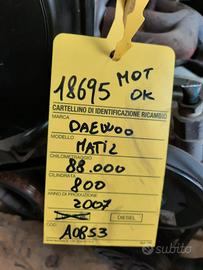 18695 MOT
OK
CARTELLINO DI IDENTIFICAZIONE RICAMBIO
MARCA
DAEWOO
MODELLO
MATIZ
CHILOMETRAGGIO
88.000
CILINDRATA
800
ANNO DI PRODUZIONE
2007
DIESEL
COD. A0853
subito